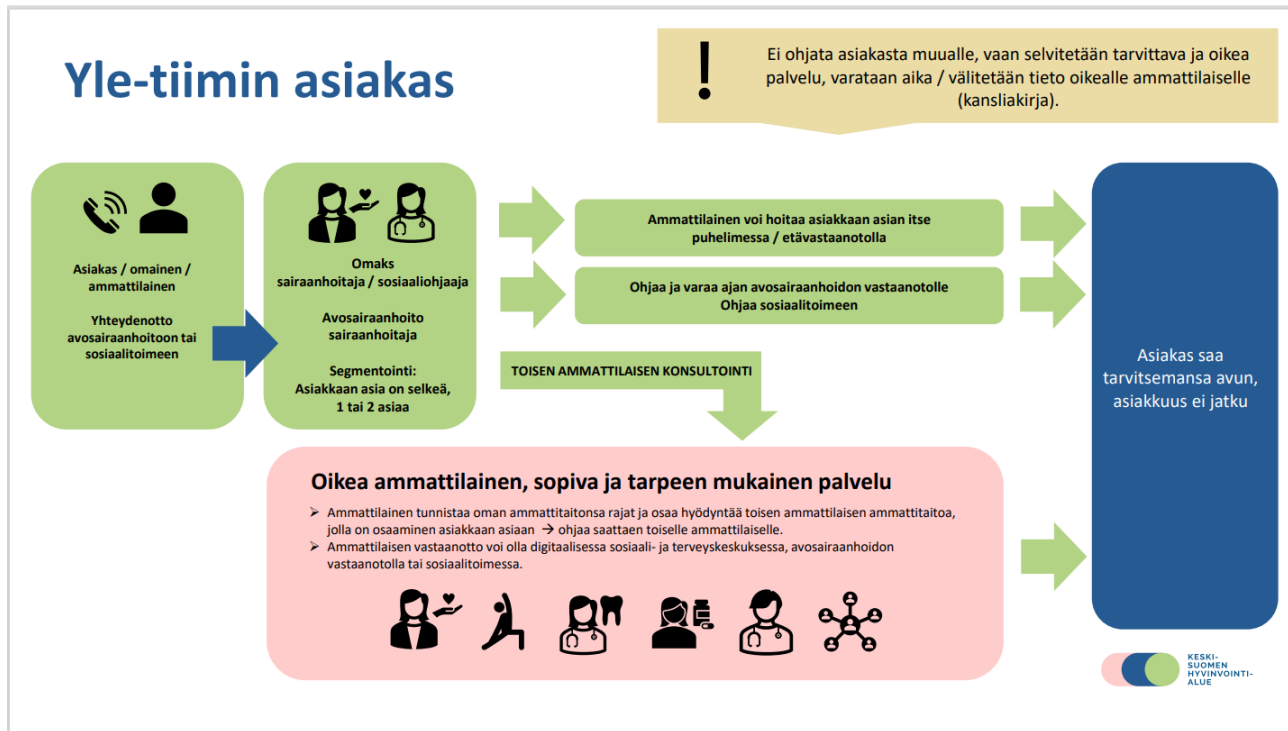 Yle-tiimin asiakas
!
Ei ohjata asiakasta muualle, vaan selvitetään tarvittava ja oikea
palvelu, varataan aika / välitetään tieto oikealle ammattilaiselle
(kansliakirja).
Asiakas / omainen /
ammattilainen
Yhteydenotto
avosairaanhoitoon tai
sosiaalitoimeen
Omaks
sairaanhoitaja / sosiaaliohjaaja
Avosairaanhoito
sairaanhoitaja
Segmentointi:
Asiakkaan asia on selkeä,
1 tai 2 asiaa
Ammattilainen voi hoitaa asiakkaan asian itse
puhelimessa / etävastaanotolla
Ohjaa ja varaa ajan avosairaanhoidon vastaanotolle
Ohjaa sosiaalitoimeen
TOISEN AMMATTILAISEN KONSULTOINTI
Oikea ammattilainen, sopiva ja tarpeen mukainen palvelu
➢ Ammattilainen tunnistaa oman ammattitaitonsa rajat ja osaa hyödyntää toisen ammattilaisen ammattitaitoa,
jolla on osaaminen asiakkaan asiaan → ohjaa saattaen toiselle ammattilaiselle.
➢ Ammattilaisen vastaanotto voi olla digitaalisessa sosiaali- ja terveyskeskuksessa, avosairaanhoidon
vastaanotolla tai sosiaalitoimessa.
Asiakas saa
tarvitsemansa avun,
asiakkuus ei jatku
KESKI-
SUOMEN
HYVINVOINTI-
ALUE